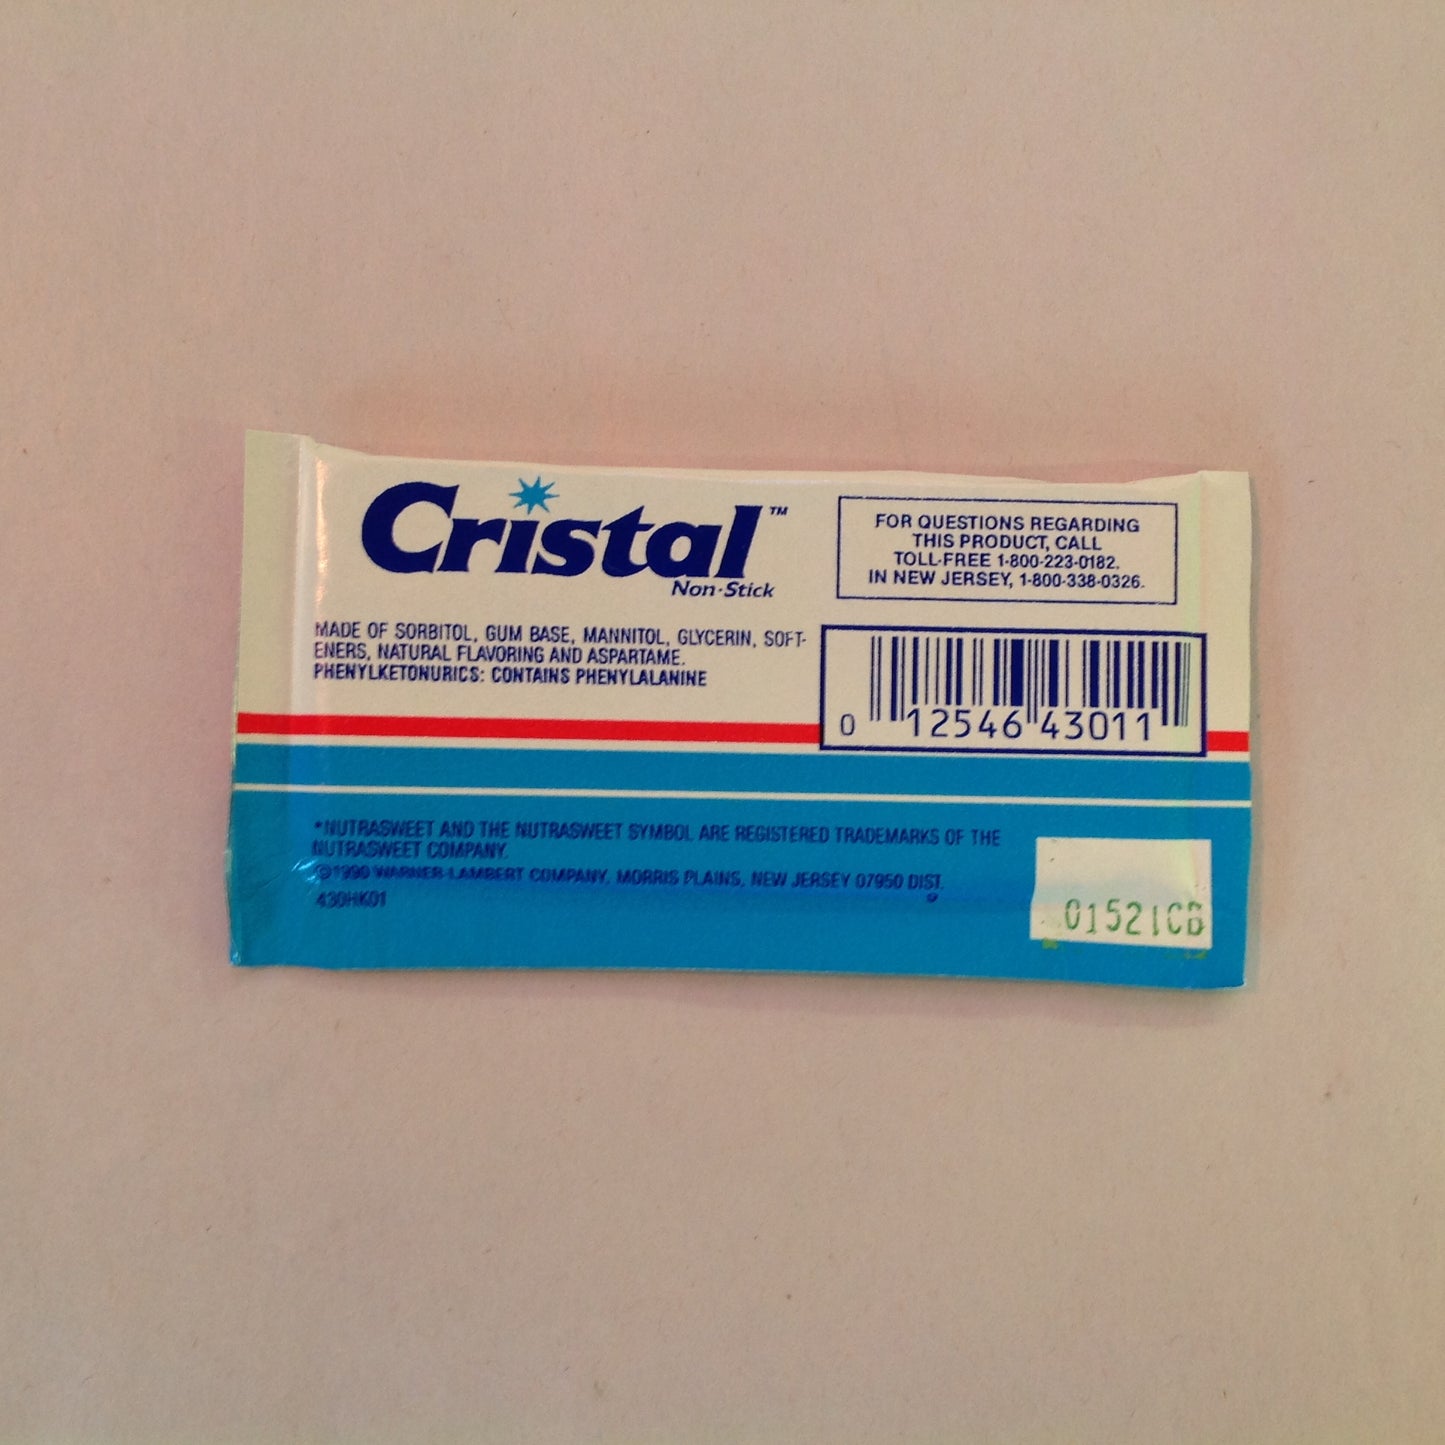 Cristal™
Non·Stick
FOR QUESTIONS REGARDING
THIS PRODUCT, CALL
TOLL-FREE 1-800-223-0182.
IN NEW JERSEY, 1-800-338-0326.
MADE OF SORBITOL, GUM BASE, MANNITOL, GLYCERIN, SOFT-
ENERS, NATURAL FLAVORING AND ASPARTAME.
PHENYLKETONURICS: CONTAINS PHENYLALANINE
0 12546 43011
*NUTRASWEET AND THE NUTRASWEET SYMBOL ARE REGISTERED TRADEMARKS OF THE
NUTRASWEET COMPANY.
©1990 WARNER-LAMBERT COMPANY, MORRIS PLAINS, NEW JERSEY 07950 DIST.
430HK01
01521CB